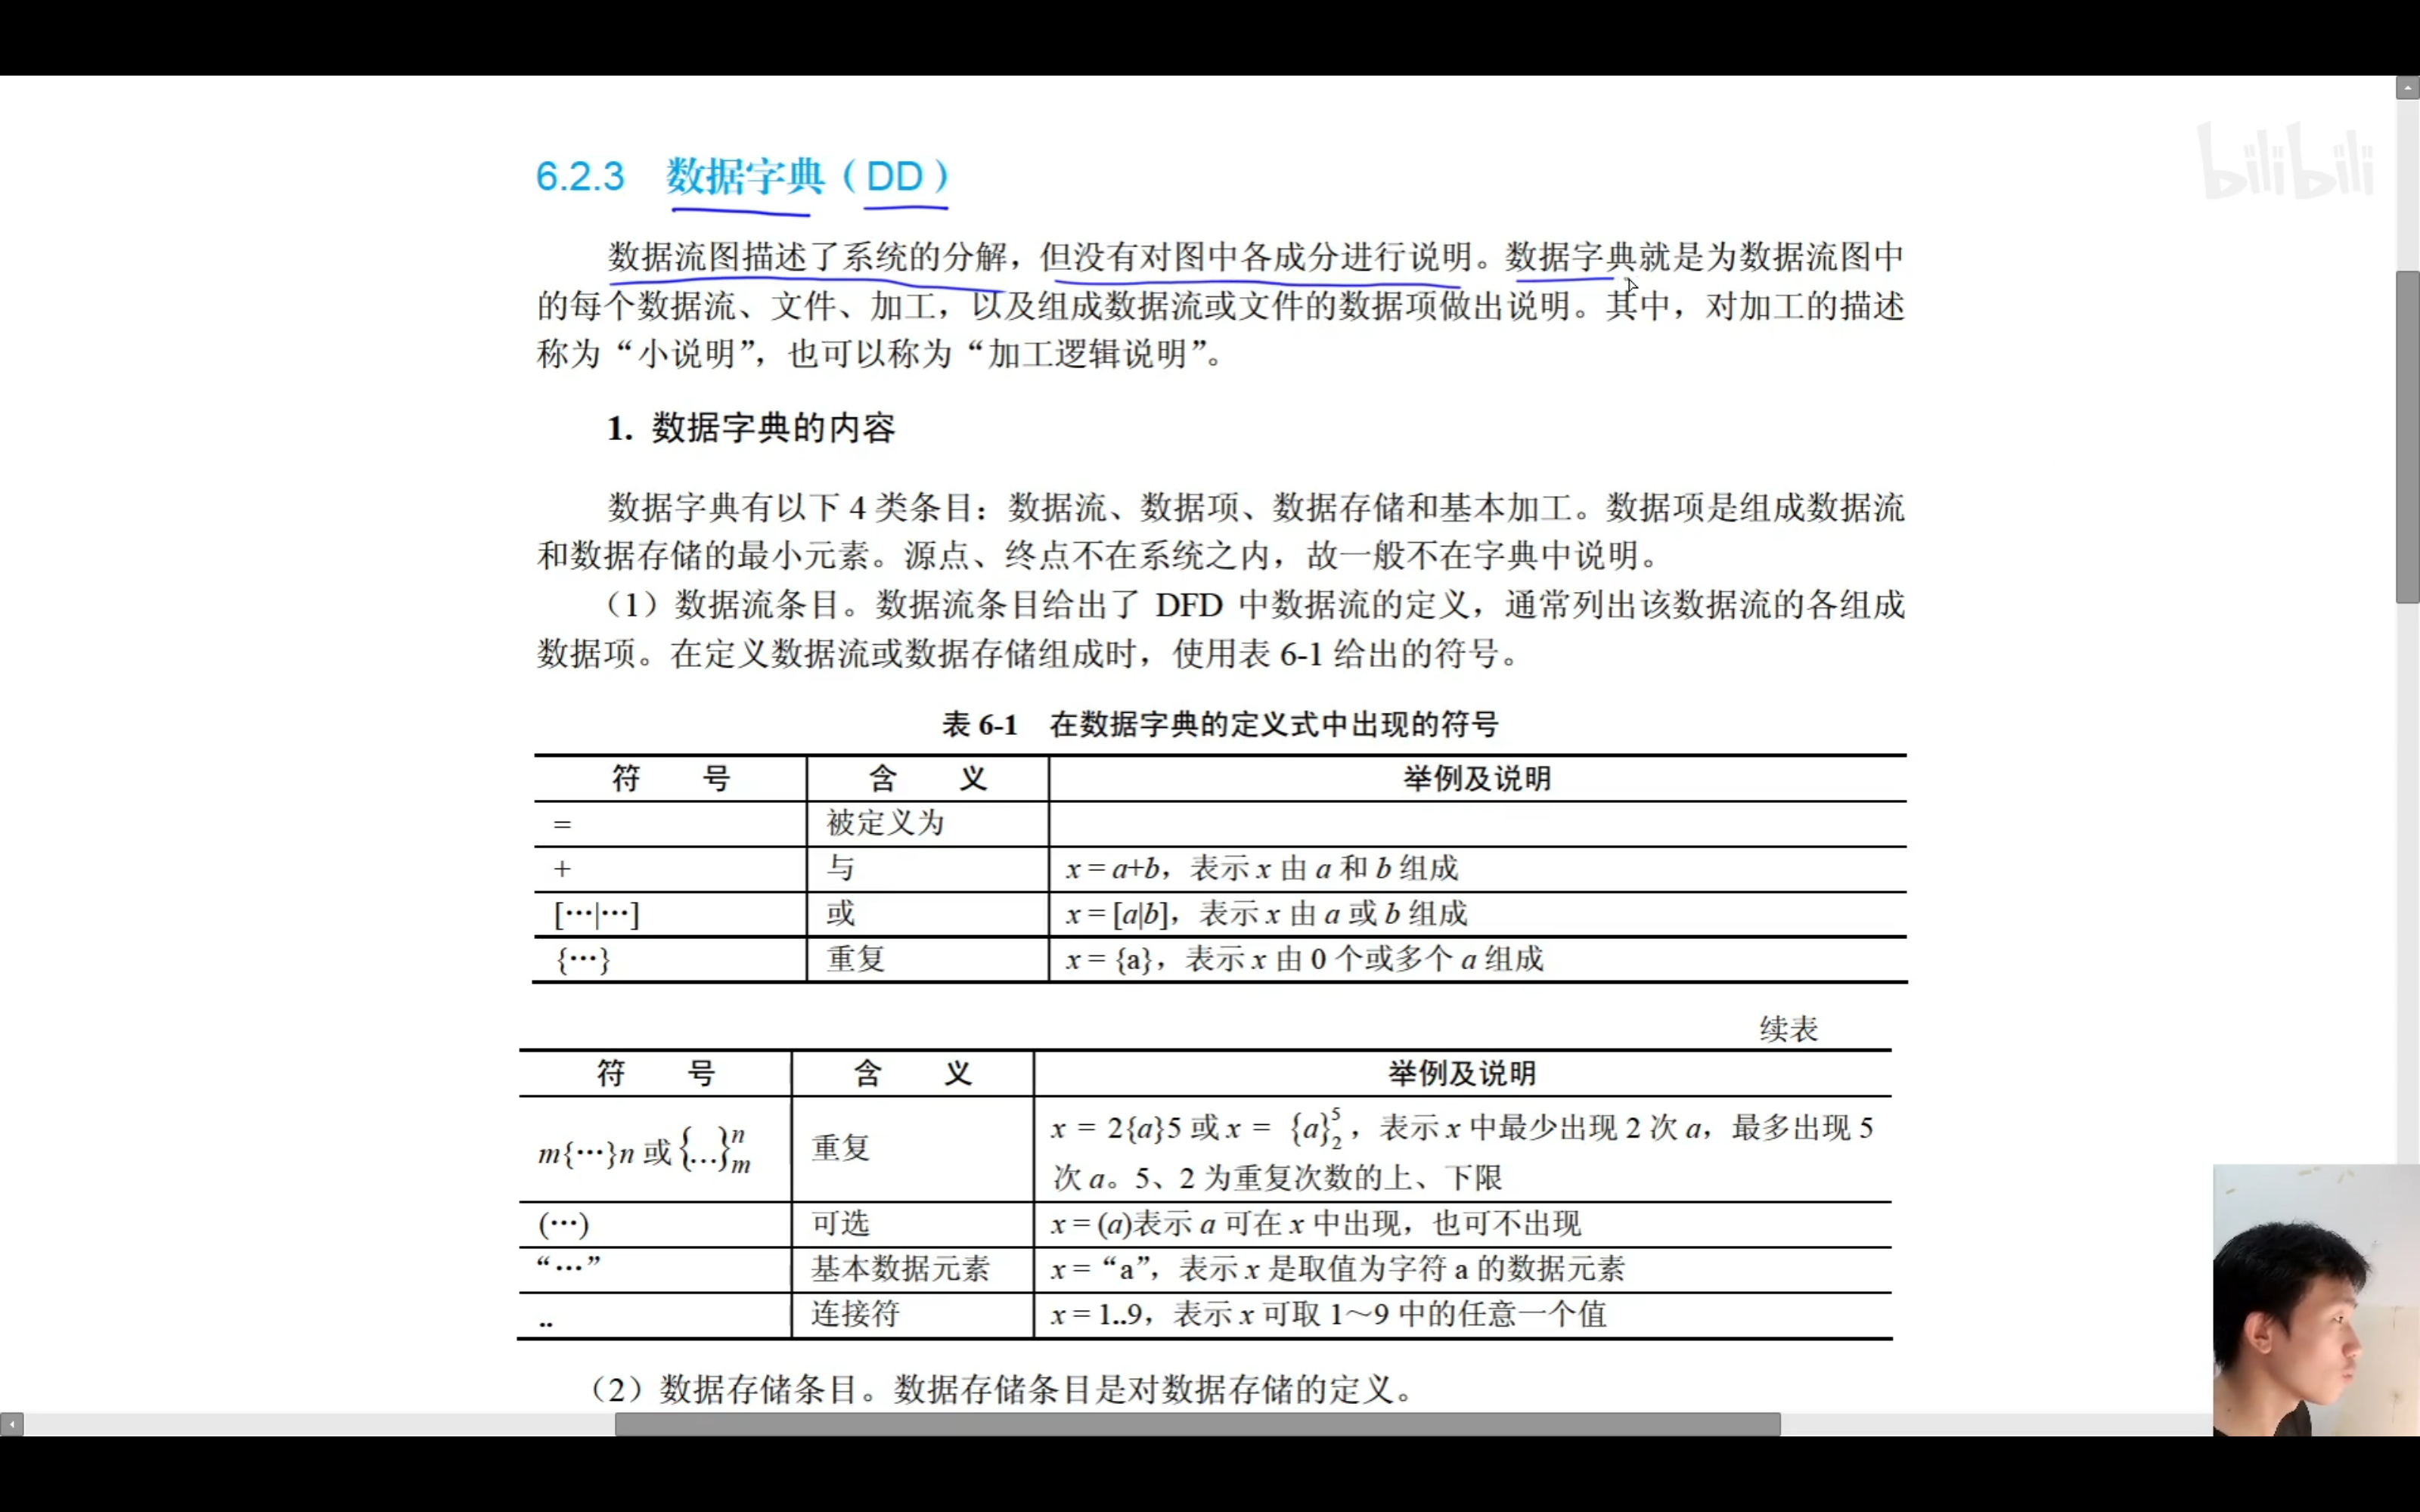 bilibili
6.2.3 数据字典（DD）
数据流图描述了系统的分解，但没有对图中各成分进行说明。数据字典就是为数据流图中
的每个数据流、文件、加工，以及组成数据流或文件的数据项做出说明。其中，对加工的描述
称为“小说明”，也可以称为“加工逻辑说明”。
1. 数据字典的内容
数据字典有以下 4 类条目：数据流、数据项、数据存储和基本加工。数据项是组成数据流
和数据存储的最小元素。源点、终点不在系统之内，故一般不在字典中说明。
（1）数据流条目。数据流条目给出了 DFD 中数据流的定义，通常列出该数据流的各组成
数据项。在定义数据流或数据存储组成时，使用表 6-1 给出的符号。
表 6-1 在数据字典的定义式中出现的符号
符 号 含 义 举例及说明
= 被定义为
+ 与 x = a+b，表示 x 由 a 和 b 组成
[…|…] 或 x = [a|b]，表示 x 由 a 或 b 组成
{…} 重复 x = {a}，表示 x 由 0 个或多个 a 组成
续表
符 号 含 义 举例及说明
m{…}n 或 {…}ⁿₘ 重复 x = 2{a}5 或 x = {a}⁵₂，表示 x 中最少出现 2 次 a，最多出现 5
次 a。5、2 为重复次数的上、下限
(…) 可选 x = (a)表示 a 可在 x 中出现，也可不出现
“…” 基本数据元素 x = “a”，表示 x 是取值为字符 a 的数据元素
.. 连接符 x = 1..9，表示 x 可取 1～9 中的任意一个值
（2）数据存储条目。数据存储条目是对数据存储的定义。